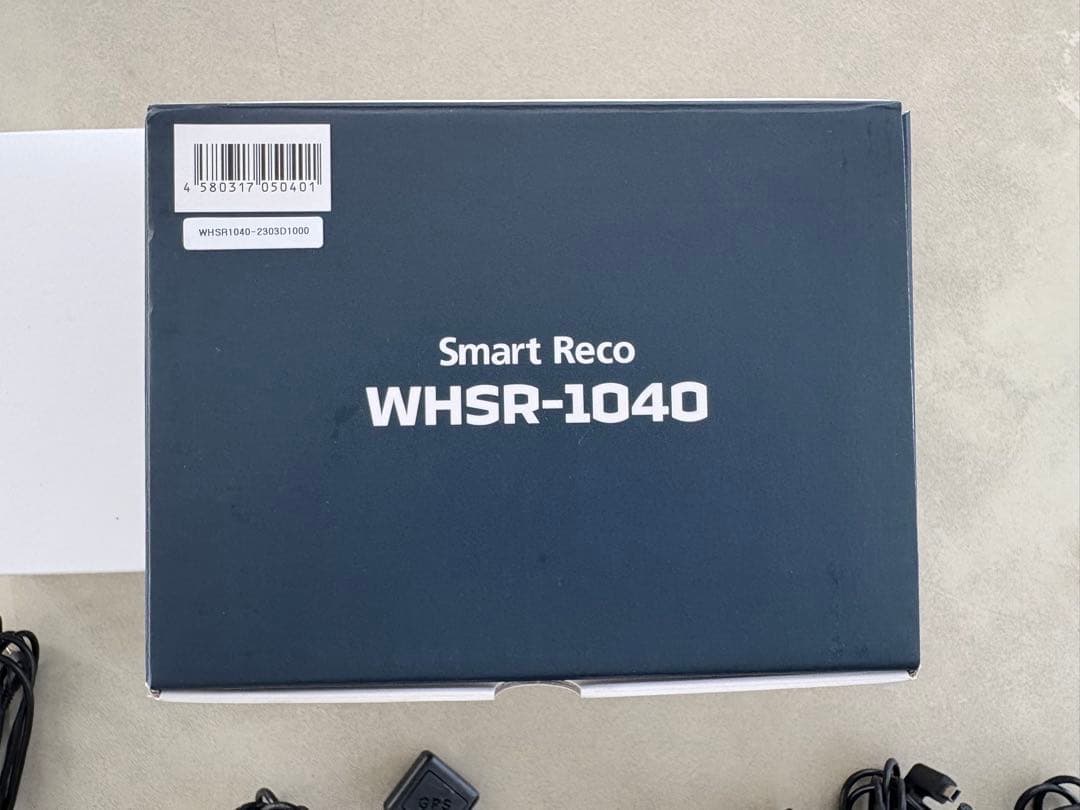 4 580317 050401
WHSR1040-2303D1000
Smart Reco
WHSR-1040
GPS